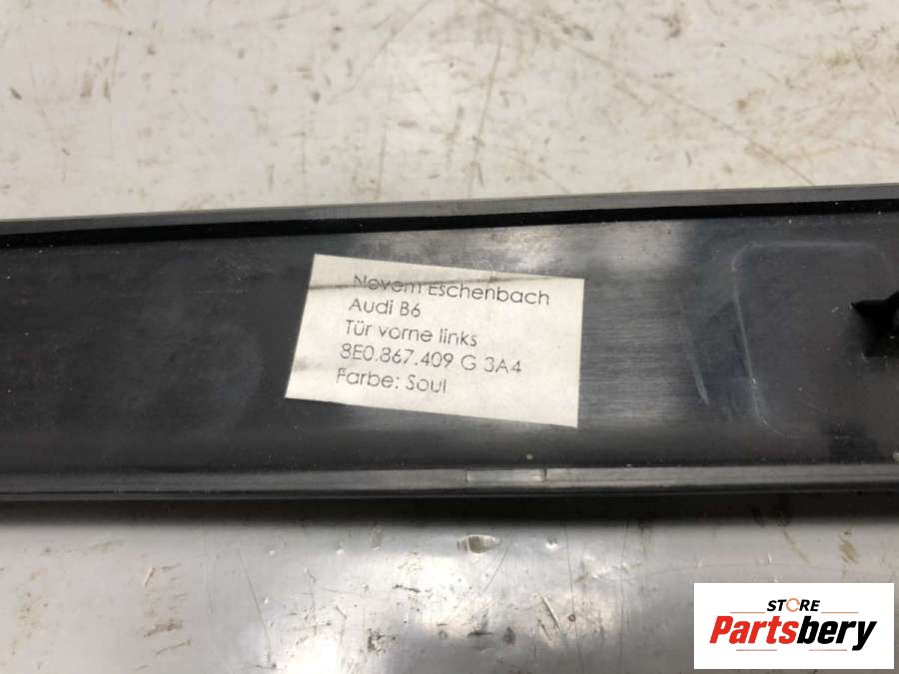 Novem Eschenbach
Audi B6
Tür vorne links
8E0.867.409 G 3A4
Farbe: Soul
STORE
Partsbery